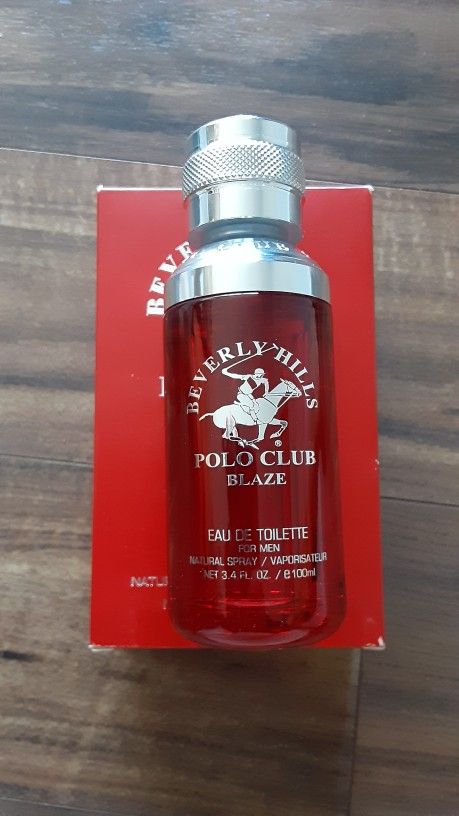 BEVERLY HILLS
®
POLO CLUB
BLAZE
EAU DE TOILETTE
FOR MEN
NATURAL SPRAY / VAPORISATEUR
NET 3.4 FL. OZ. / ℮100ml